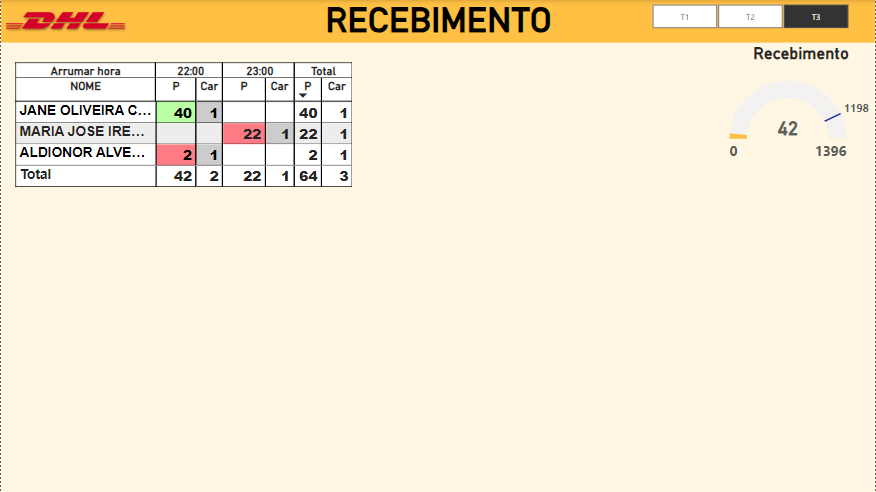 DHL
RECEBIMENTO
T1 T2 T3
Recebimento
Arrumar hora 22:00 23:00 Total
NOME P Car P Car P Car
JANE OLIVEIRA C... 40 1 40 1
MARIA JOSE IRE... 22 1 22 1
ALDIONOR ALVE... 2 1 2 1
Total 42 2 22 1 64 3
1198
42
0 1396